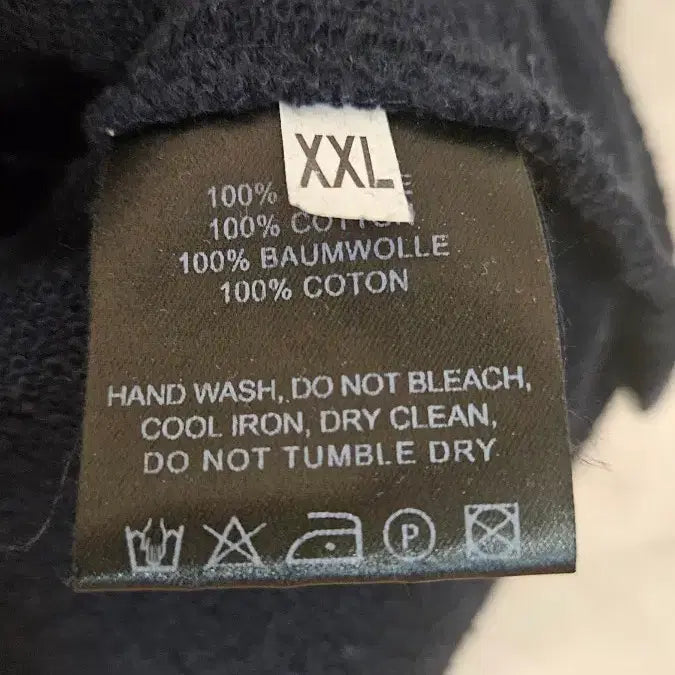 XXL
100%
100% COTTON
100% BAUMWOLLE
100% COTON
HAND WASH, DO NOT BLEACH,
COOL IRON, DRY CLEAN,
DO NOT TUMBLE DRY
P